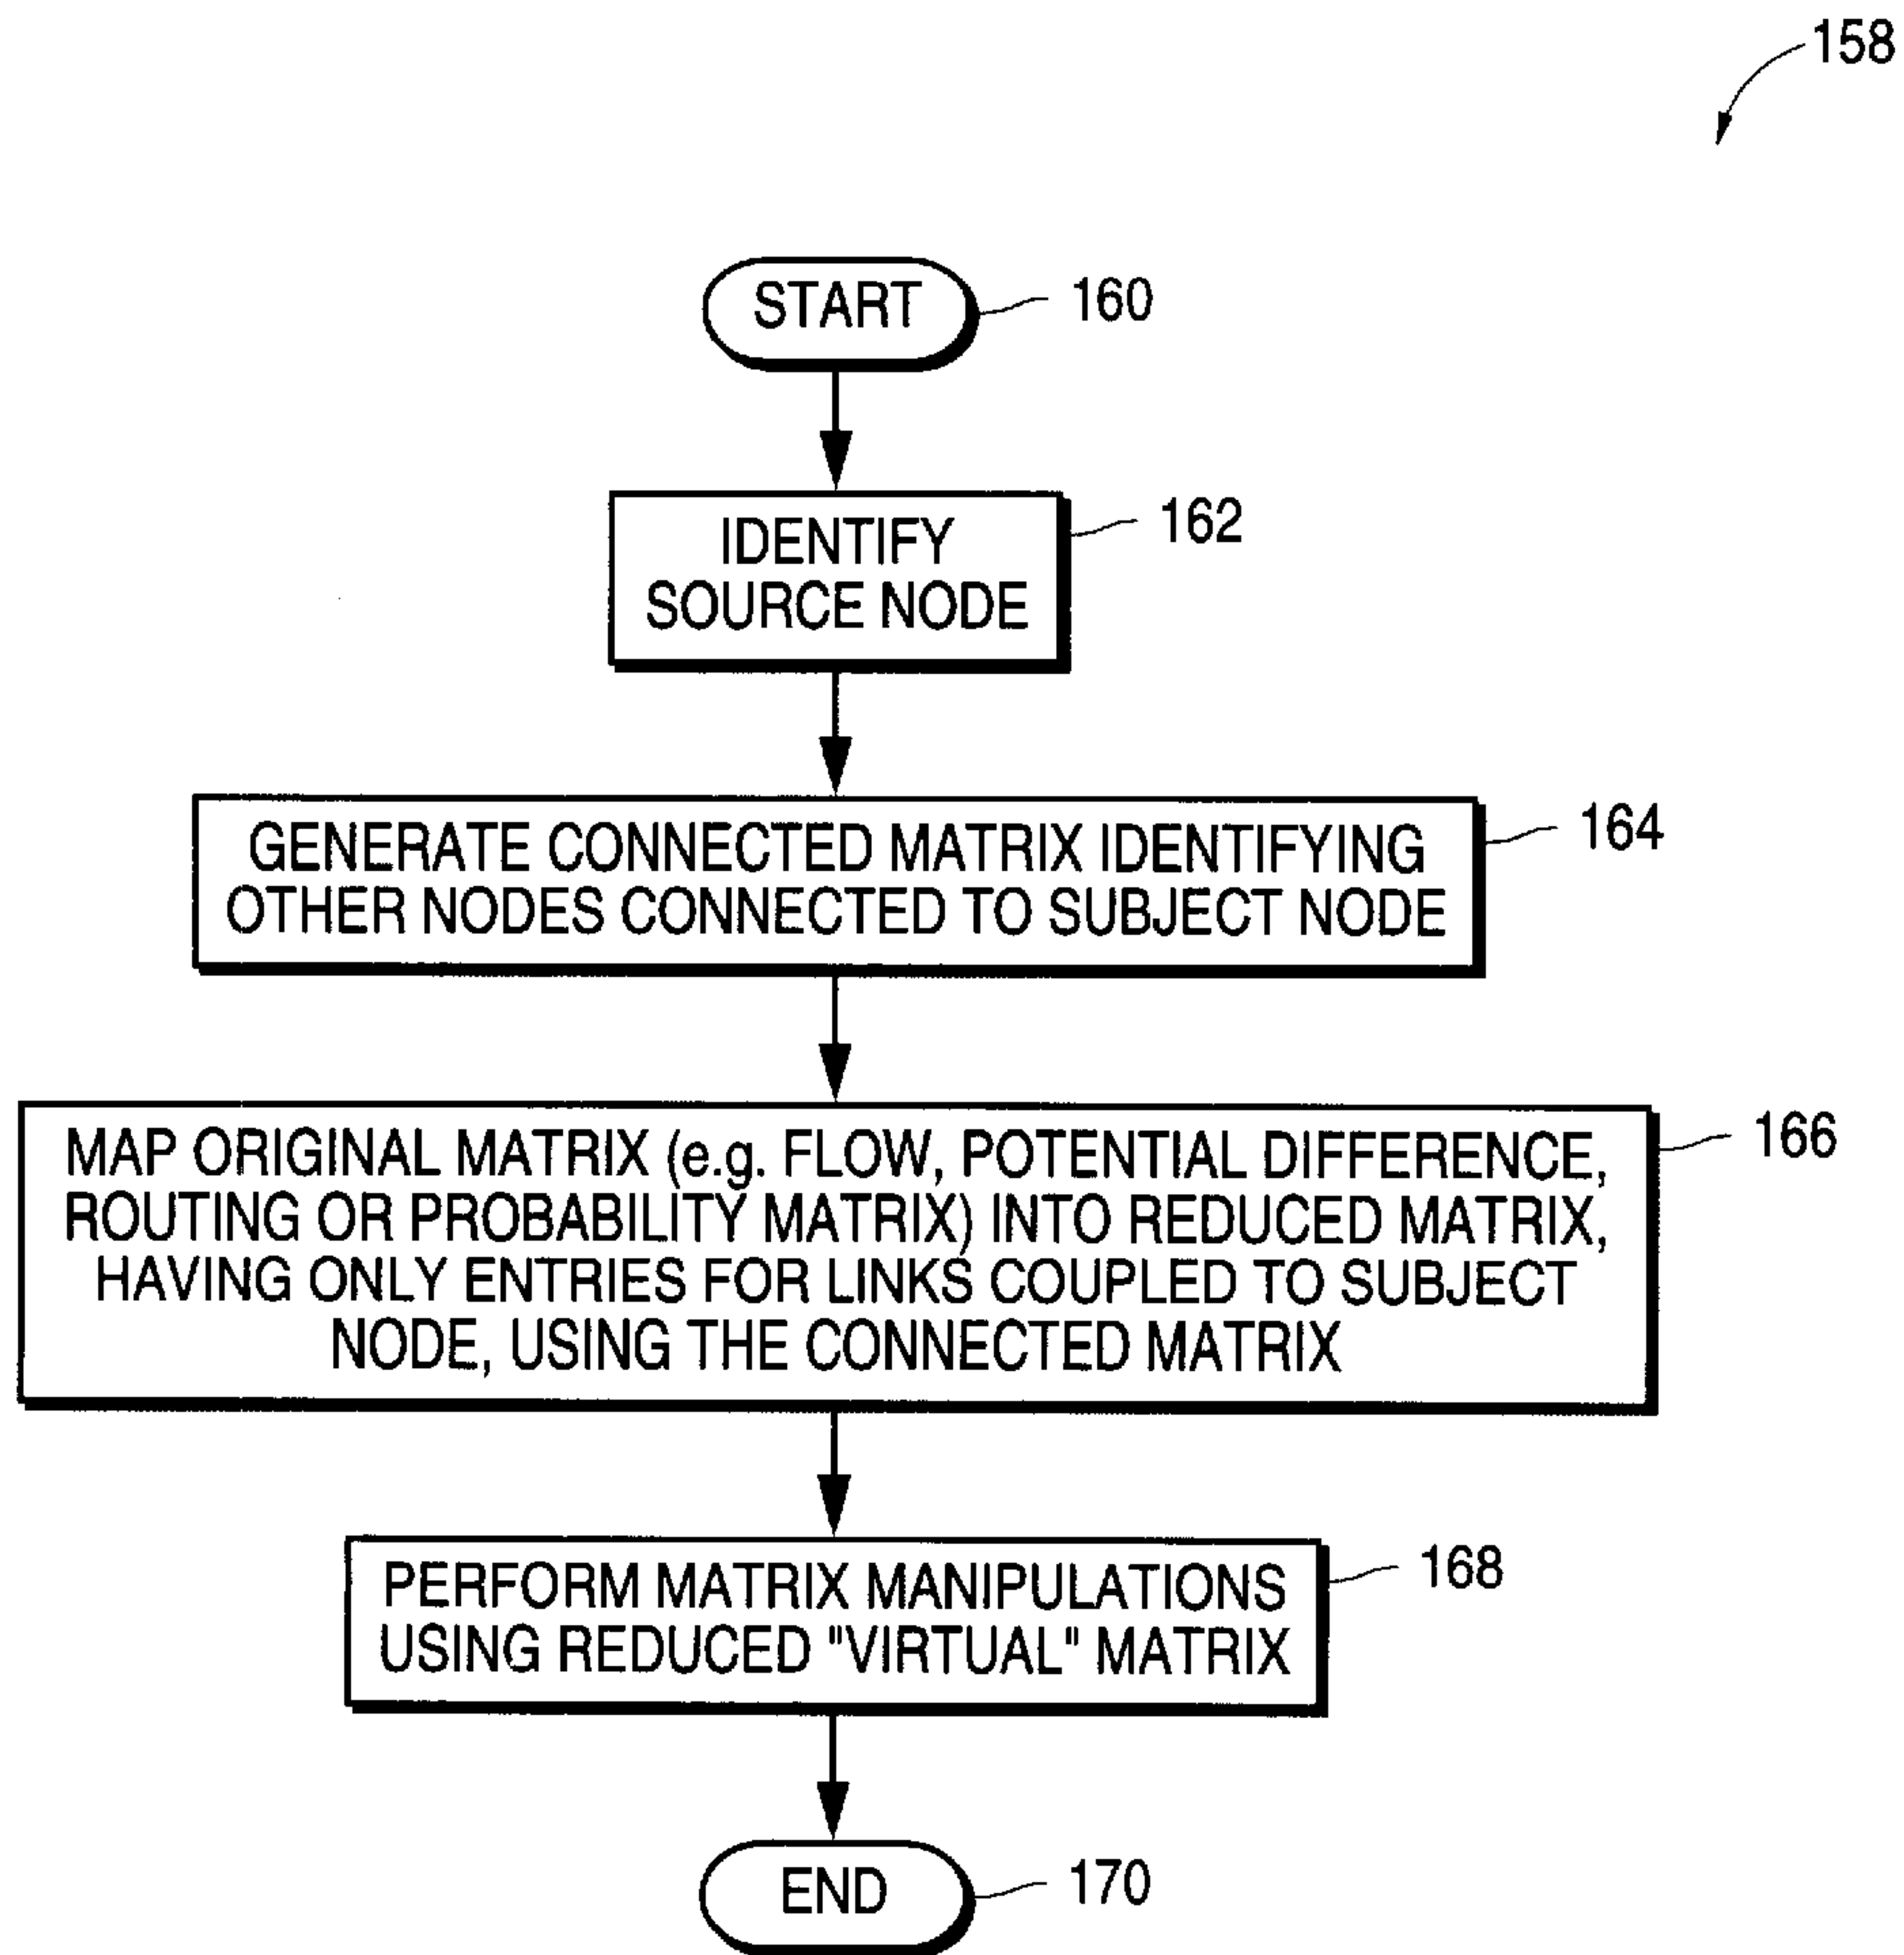 158
START
160
IDENTIFY
SOURCE NODE
162
GENERATE CONNECTED MATRIX IDENTIFYING
OTHER NODES CONNECTED TO SUBJECT NODE
164
MAP ORIGINAL MATRIX (e.g. FLOW, POTENTIAL DIFFERENCE,
ROUTING OR PROBABILITY MATRIX) INTO REDUCED MATRIX,
HAVING ONLY ENTRIES FOR LINKS COUPLED TO SUBJECT
NODE, USING THE CONNECTED MATRIX
166
PERFORM MATRIX MANIPULATIONS
USING REDUCED "VIRTUAL" MATRIX
168
END
170